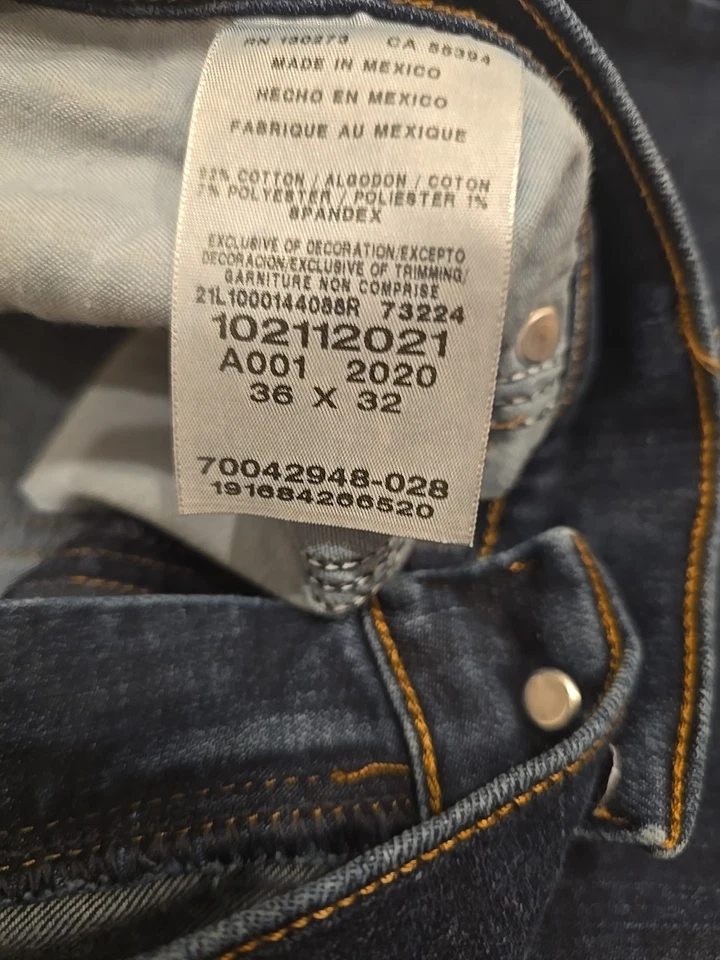 RN 130273 CA 55394
MADE IN MEXICO
HECHO EN MEXICO
FABRIQUE AU MEXIQUE
92% COTTON / ALGODON / COTON
7% POLYESTER / POLIESTER 1%
SPANDEX
EXCLUSIVE OF DECORATION/EXCEPTO
DECORACION/EXCLUSIVE OF TRIMMING/
GARNITURE NON COMPRISE
21L1000144088R 73224
102112021
A001 2020
36 X 32
70042948-028
191684266520